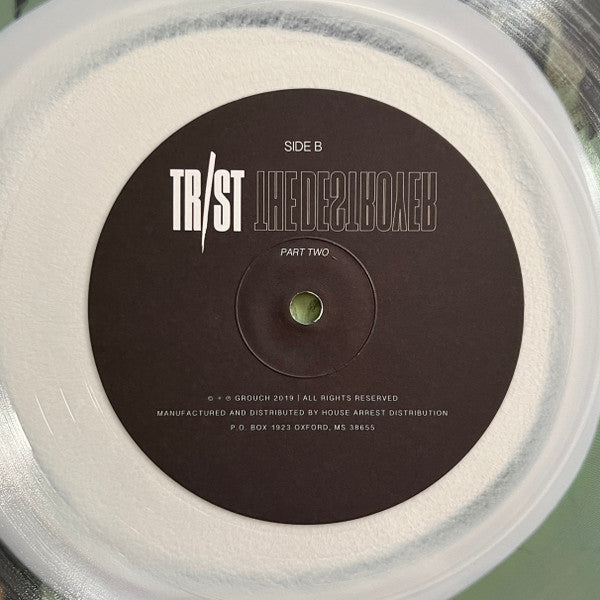 SIDE B
TR/ST THE DESTROYER
PART TWO
© + ℗ GROUCH 2019 | ALL RIGHTS RESERVED
MANUFACTURED AND DISTRIBUTED BY HOUSE ARREST DISTRIBUTION
P.O. BOX 1923 OXFORD, MS 38655